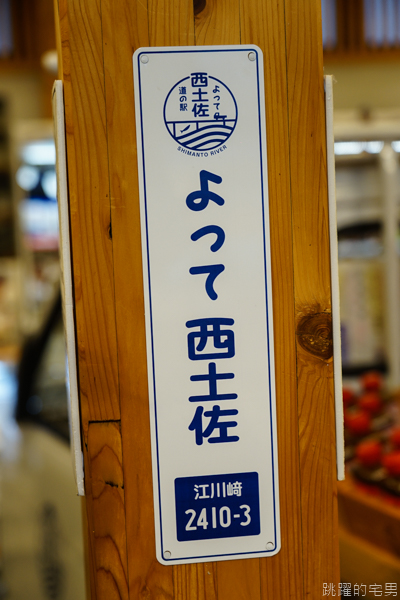 道の駅
西土佐
よって
SHIMANTO RIVER
よって西土佐
江川﨑
2410-3
跳躍的宅男